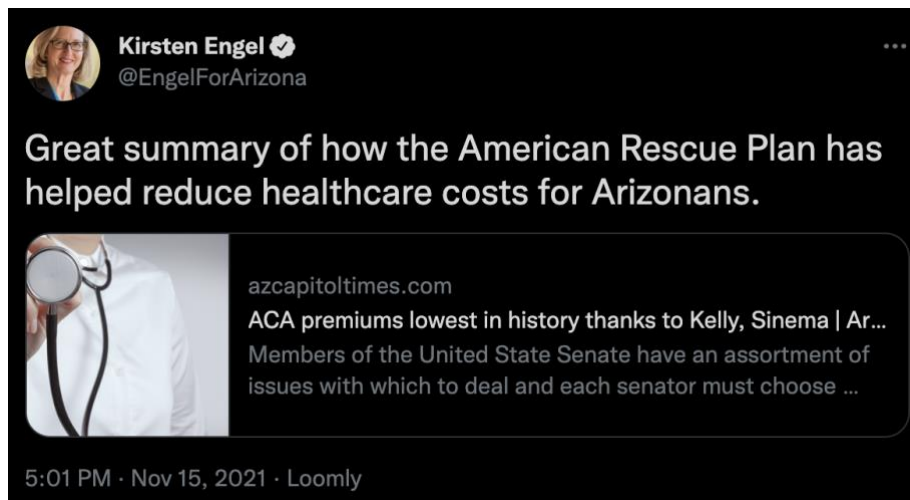 Kirsten Engel
@EngelForArizona
Great summary of how the American Rescue Plan has
helped reduce healthcare costs for Arizonans.
azcapitoltimes.com
ACA premiums lowest in history thanks to Kelly, Sinema | Ar...
Members of the United State Senate have an assortment of
issues with which to deal and each senator must choose ...
5:01 PM · Nov 15, 2021 · Loomly